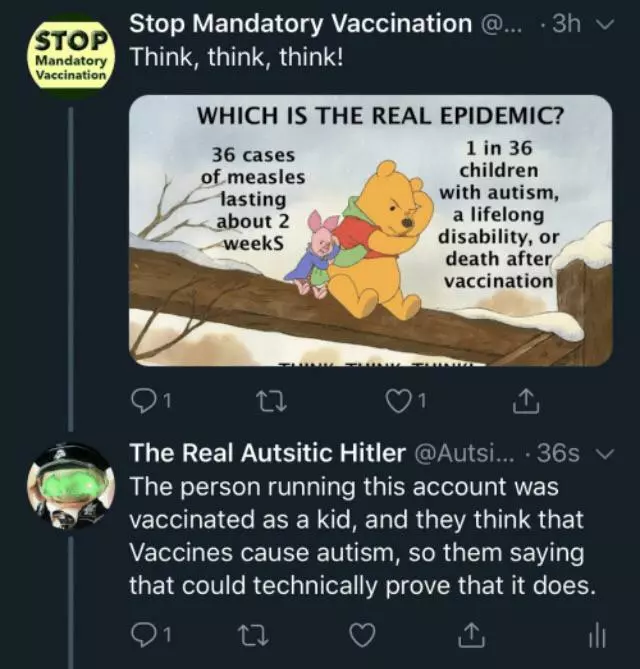 STOP
Mandatory
Vaccination
Stop Mandatory Vaccination @... · 3h
Think, think, think!
WHICH IS THE REAL EPIDEMIC?
36 cases
of measles
lasting
about 2
weekS
1 in 36
children
with autism,
a lifelong
disability, or
death after
vaccination
THINK, THINK, THINK!
1
1
The Real Autsitic Hitler @Autsi... · 36s
The person running this account was
vaccinated as a kid, and they think that
Vaccines cause autism, so them saying
that could technically prove that it does.
1